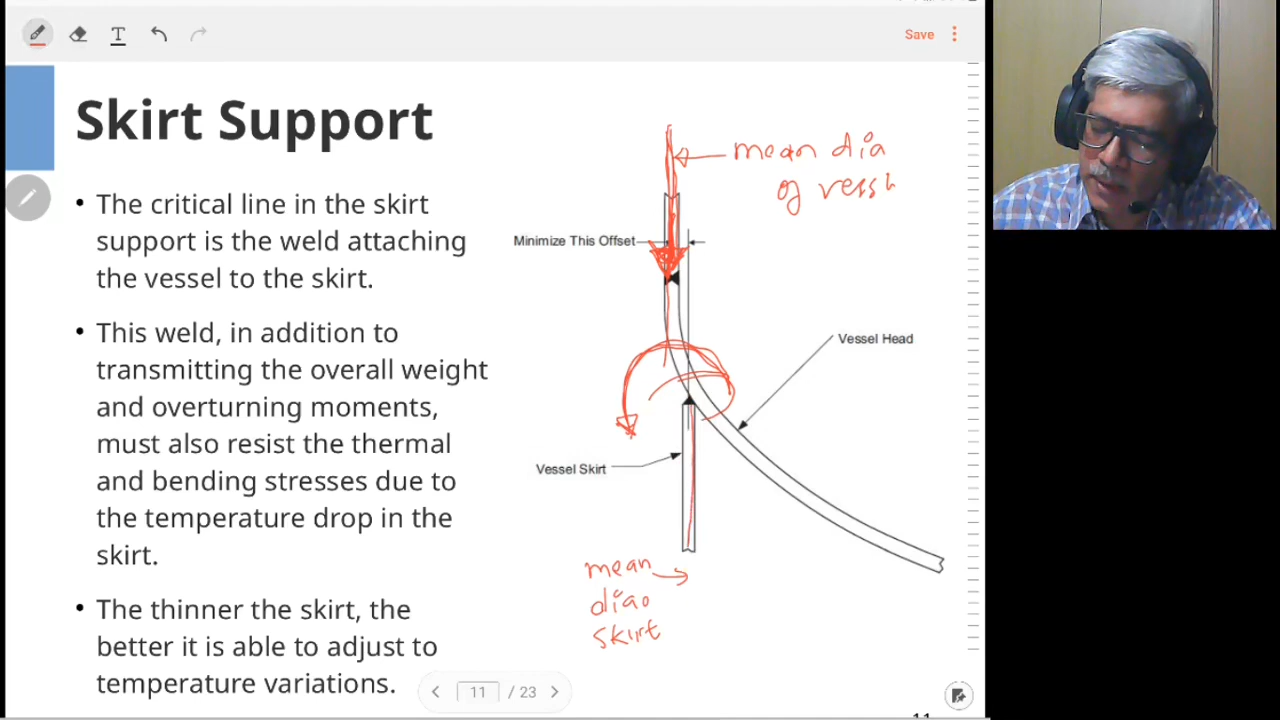 Save
Skirt Support
• The critical line in the skirt
support is the weld attaching
the vessel to the skirt.
• This weld, in addition to
transmitting the overall weight
and overturning moments,
must also resist the thermal
and bending stresses due to
the temperature drop in the
skirt.
• The thinner the skirt, the
better it is able to adjust to
temperature variations.
mean dia
of
Minimize This Offset
Vessel Head
Vessel Skirt
mean
dia o
skirt
11 / 23
11